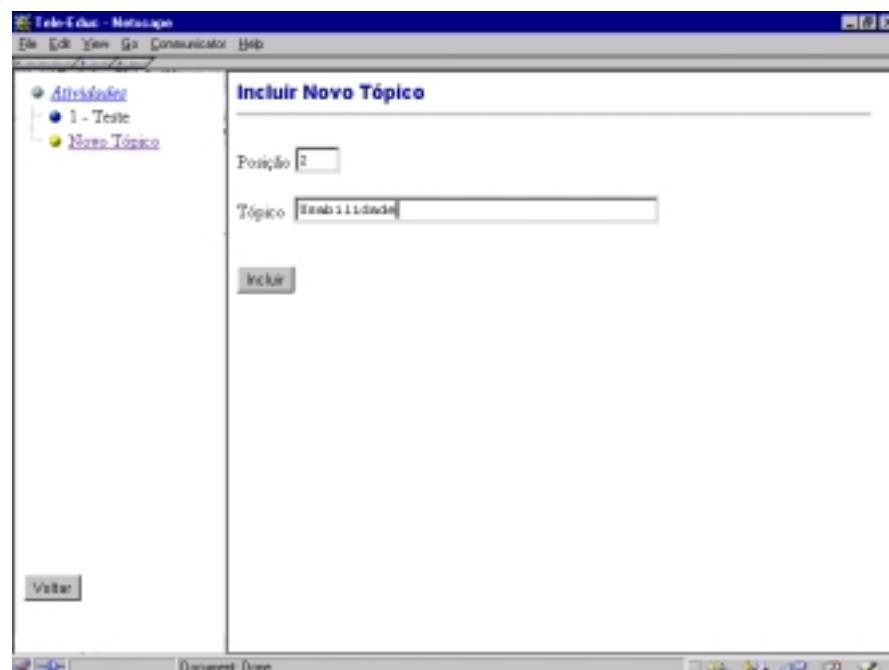 Tele-Educ - Netscape
File Edit View Go Communicator Help
Atividades
1 - Teste
Novo Tópico
Incluir Novo Tópico
Posição 2
Tópico Usabilidade
Incluir
Voltar
Document: Done